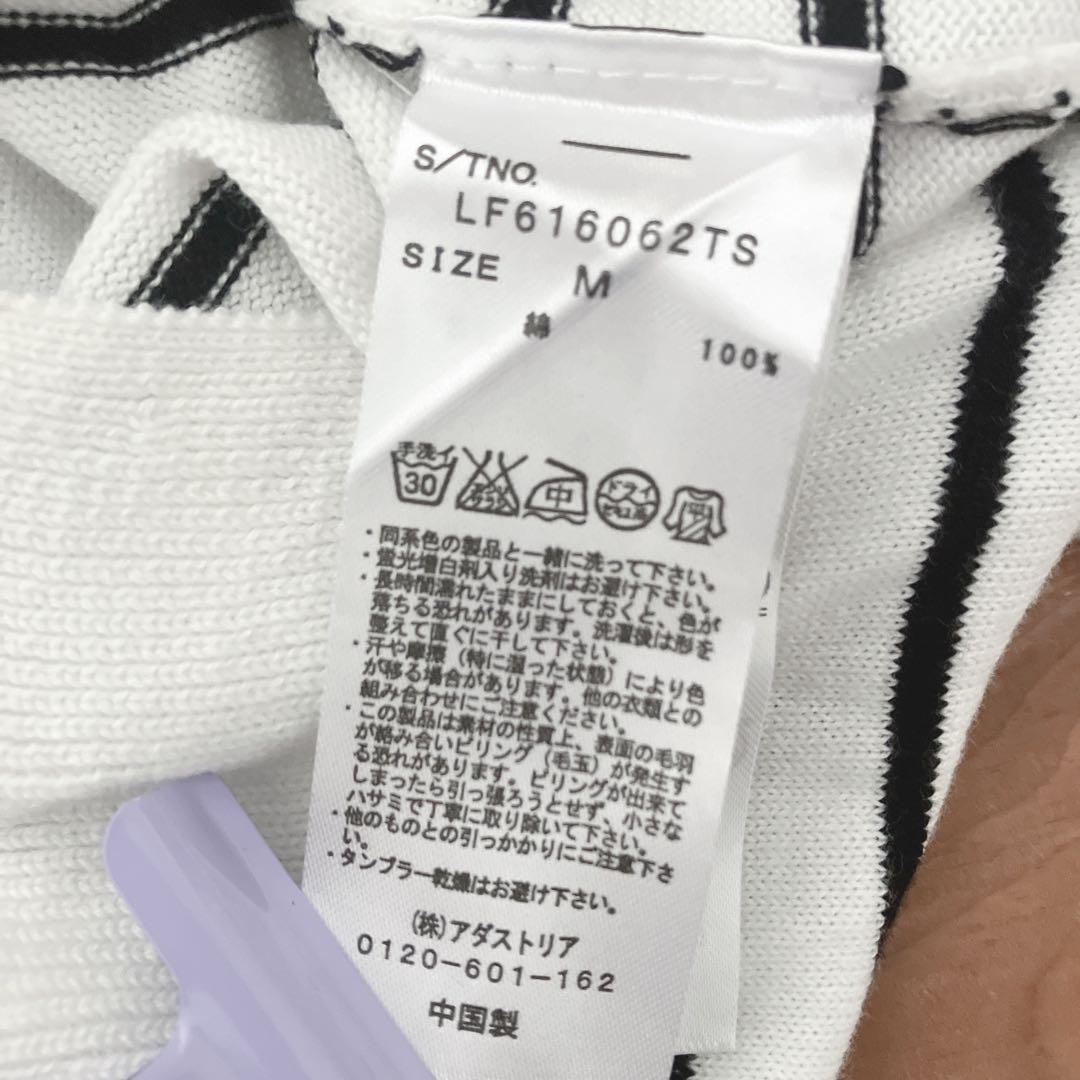 S/TNO.
LF616062TS
SIZE M
綿 100%
手洗イ
30
中
ドライ
・同系色の製品と一緒に洗って下さい。
・蛍光増白剤入り洗剤はお避け下さい。
・長時間濡れたままにしておくと、色が
落ちる恐れがあります。洗濯後は形を
整えて直ぐに干して下さい。
・汗や摩擦（特に湿った状態）により色
が移る場合があります。他の衣類との
組み合わせにご注意ください。
・この製品は素材の性質上、表面の毛羽
が絡み合いピリング（毛玉）が発生す
る恐れがあります。ピリングが出来て
しまったら引っ張ろうとせず、小さな
ハサミで丁寧に取り除いて下さい。
・他のものとの引っかかりにご注意下さ
い。
・タンブラー乾燥はお避け下さい。
(株)アダストリア
0120-601-162
中国製